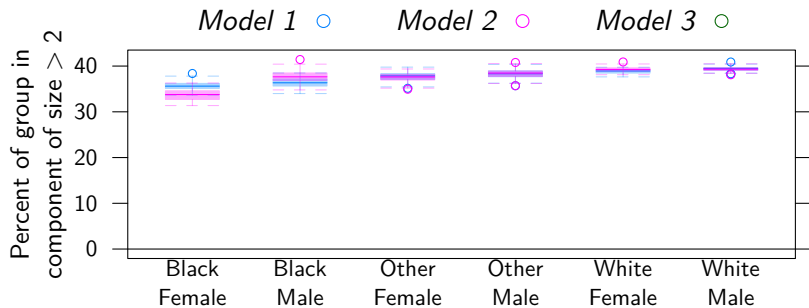 Model 1 Model 2 Model 3
Percent of group in
component of size > 2
40
30
20
10
0
Black Black Other Other White White
Female Male Female Male Female Male